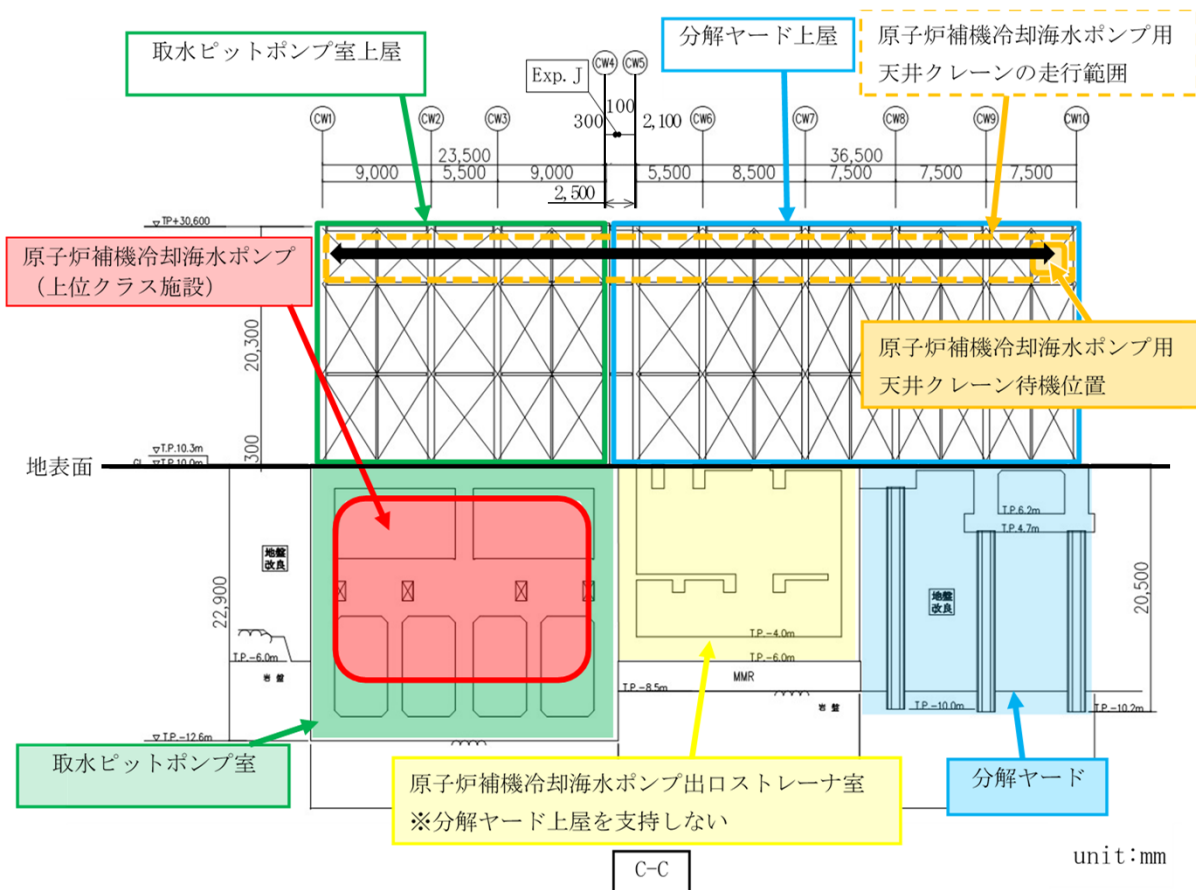 取水ピットポンプ室上屋
分解ヤード上屋
原子炉補機冷却海水ポンプ用
天井クレーンの走行範囲
Exp.J
CW4
CW5
100
300
2,100
CW1
CW2
CW3
CW6
CW7
CW8
CW9
CW10
23,500
36,500
9,000
5,500
9,000
5,500
8,500
7,500
7,500
7,500
2,500
▽TP+30,600
原子炉補機冷却海水ポンプ
（上位クラス施設）
原子炉補機冷却海水ポンプ用
天井クレーン待機位置
20,300
300
▽T.P.10.3m
GL ▽T.P.10.0m
地表面
T.P.6.2m
T.P.4.7m
地盤
改良
地盤
改良
22,900
20,500
T.P.-4.0m
T.P.-6.0m
T.P.-6.0m
岩盤
MMR
T.P.-8.5m
岩盤
T.P.-10.0m
T.P.-10.2m
▽T.P.-12.6m
取水ピットポンプ室
原子炉補機冷却海水ポンプ出口ストレーナ室
※分解ヤード上屋を支持しない
分解ヤード
C-C
unit:mm